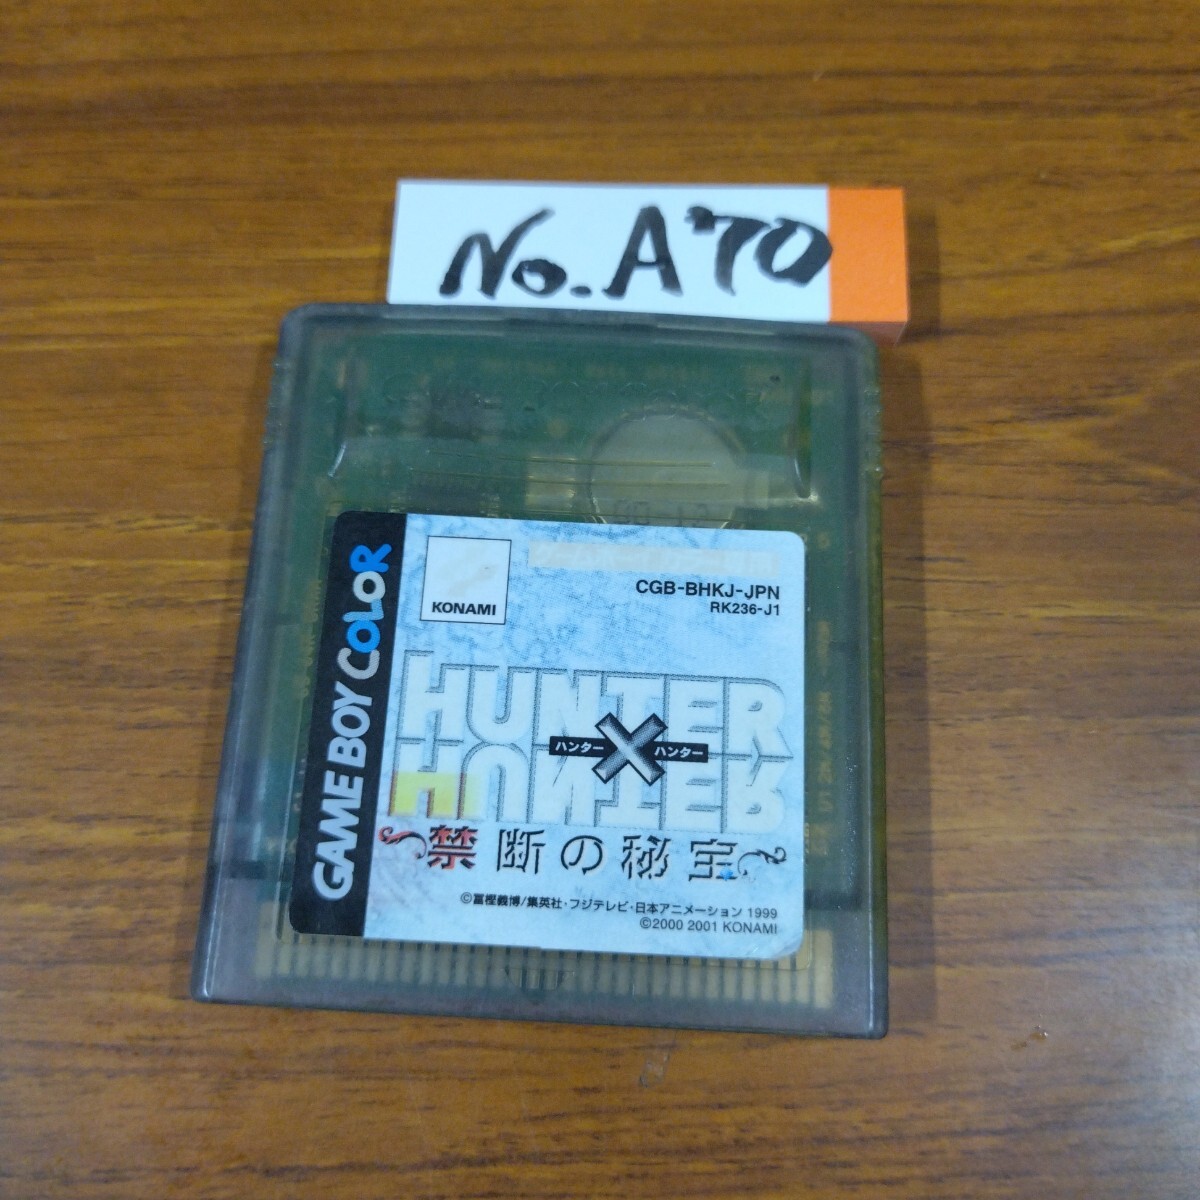 No. A70
GAME BOY COLOR
KONAMI
CGB-BHKJ-JPN
RK236-J1
HUNTER
ハンター×ハンター
HUNTER
禁断の秘宝
©冨樫義博/集英社・フジテレビ・日本アニメーション 1999
©2000 2001 KONAMI